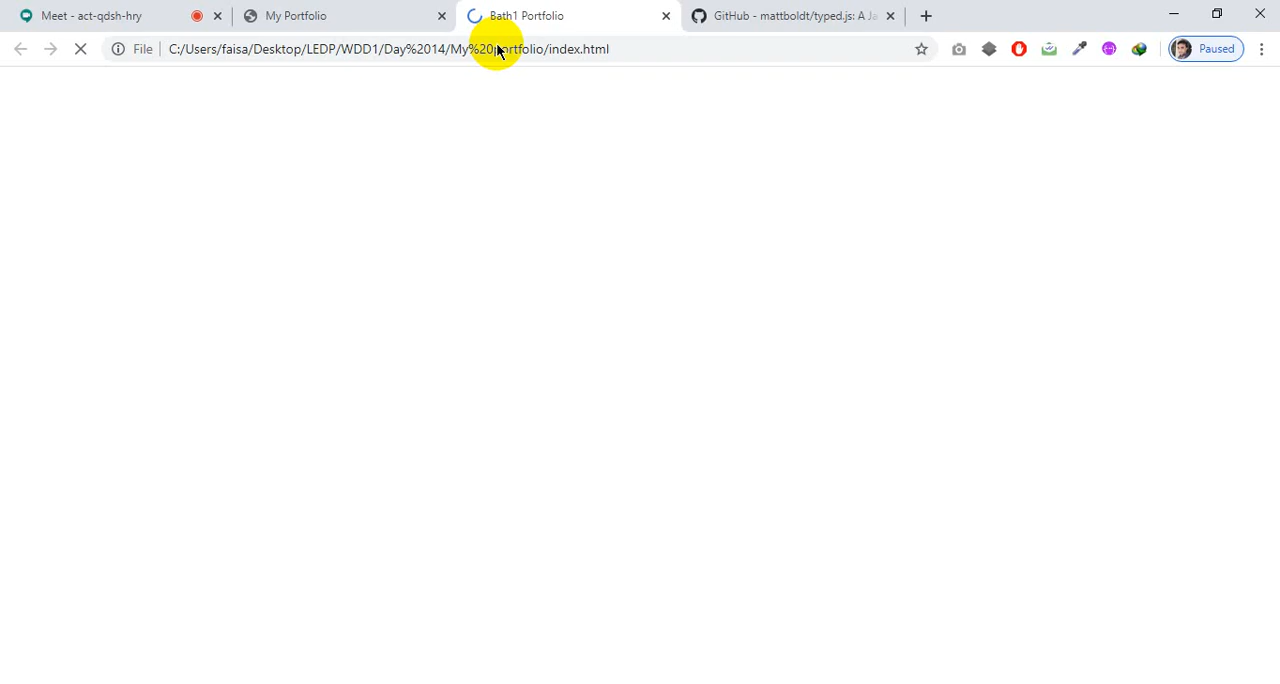 Meet - act-qdsh-hry
My Portfolio
Bath1 Portfolio
GitHub - mattboldt/typed.js: A Ja
File
C:/Users/faisa/Desktop/LEDP/WDD1/Day%2014/My%20portfolio/index.html
Paused